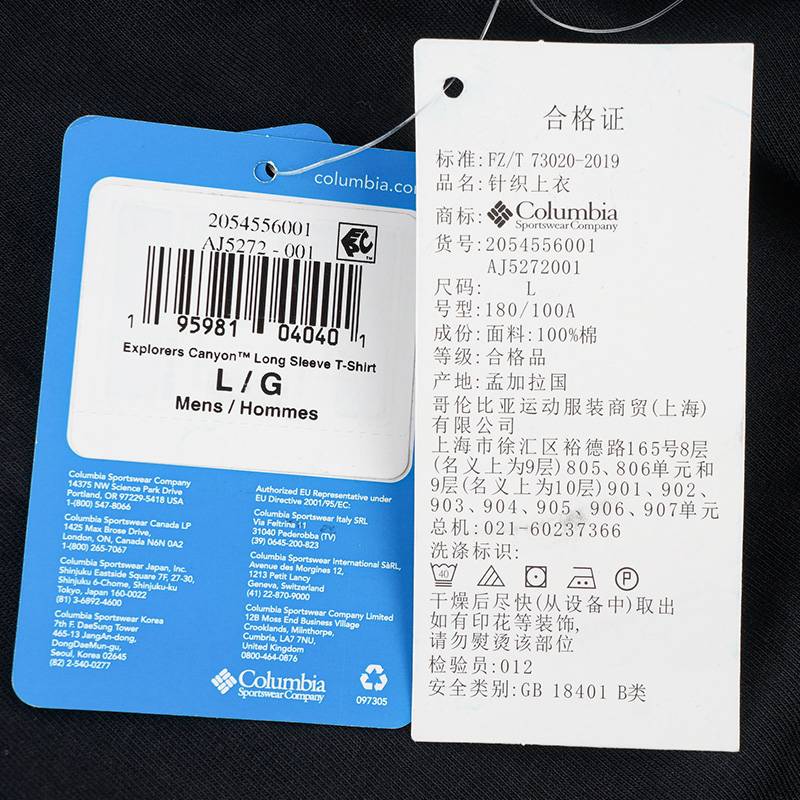 columbia.co
2054556001
AJ5272 - 001
EPC
TM
1 95981 04040 1
Explorers Canyon™ Long Sleeve T-Shirt
L / G
Mens / Hommes
Columbia Sportswear Company
14375 NW Science Park Drive
Portland, OR 97229-5418 USA
1-(800) 547-8066
Columbia Sportswear Canada LP
1425 Max Brose Drive,
London, ON, Canada N6N 0A2
1-(800) 265-7067
Columbia Sportswear Japan, Inc.
Shinjuku Eastside Square 7F, 27-30,
Shinjuku 6-Chome, Shinjuku-ku
Tokyo, Japan 160-0022
(81) 3-6892-4600
Columbia Sportswear Korea
7th F. DaeSung Tower
465-13 JangAn-dong,
DongDaeMun-gu,
Seoul, Korea 02645
(82) 2-540-0277
Authorized EU Representative under
EU Directive 2001/95/EC:
Columbia Sportswear Italy SRL
Via Feltrina 11
31040 Pederobba (TV)
(39) 0645-200-823
Columbia Sportswear International SàRL,
Avenue des Morgines 12,
1213 Petit Lancy
Geneva, Switzerland
(41) 22-870-9000
Columbia Sportswear Company Limited
12B Moss End Business Village
Crooklands, Milnthorpe,
Cumbria, LA7 7NU,
United Kingdom
0800-464-0876
Columbia
Sportswear Company
097305
合格证
标准:FZ/T 73020-2019
品名:针织上衣
商标:Columbia
Sportswear Company
货号:2054556001
AJ5272001
尺码: L
号型:180/100A
成份:面料:100%棉
等级:合格品
产地:孟加拉国
哥伦比亚运动服装商贸(上海)
有限公司
上海市徐汇区裕德路165号8层
(名义上为9层)805、806单元和
9层(名义上为10层)901、902、
903、904、905、906、907单元
总机:021-60237366
洗涤标识:
40
P
干燥后尽快(从设备中)取出
如有印花等装饰,
请勿熨烫该部位
检验员:012
安全类别:GB 18401 B类